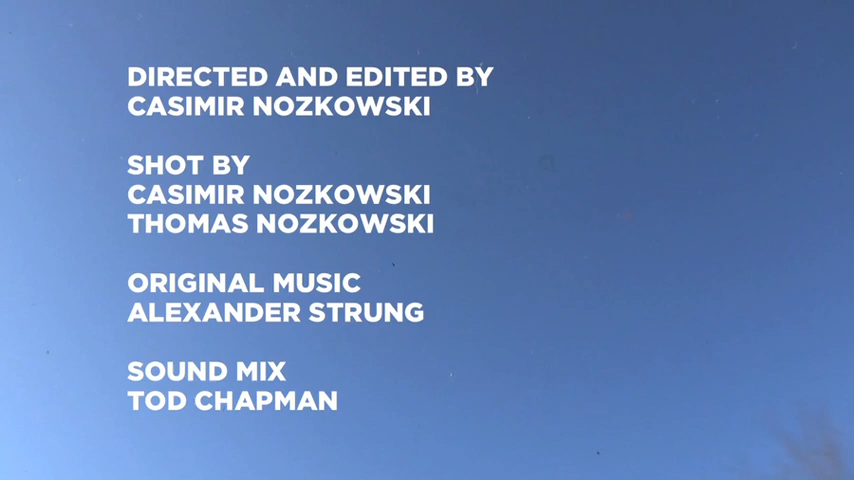 DIRECTED AND EDITED BY
CASIMIR NOZKOWSKI
SHOT BY
CASIMIR NOZKOWSKI
THOMAS NOZKOWSKI
ORIGINAL MUSIC
ALEXANDER STRUNG
SOUND MIX
TOD CHAPMAN